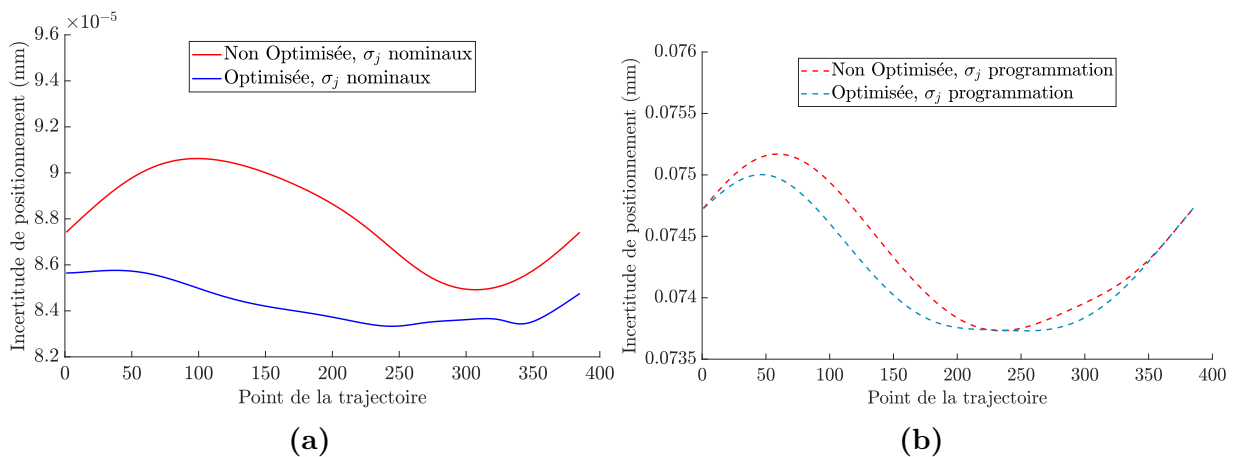 ×10⁻⁵
9.6
9.4
9.2
9
8.8
8.6
8.4
8.2
0 50 100 150 200 250 300 350 400
Incertitude de positionnement (mm)
Point de la trajectoire
Non Optimisée, σⱼ nominaux
Optimisée, σⱼ nominaux
(a)
0.076
0.0755
0.075
0.0745
0.074
0.0735
0 50 100 150 200 250 300 350 400
Incertitude de positionnement (mm)
Point de la trajectoire
Non Optimisée, σⱼ programmation
Optimisée, σⱼ programmation
(b)